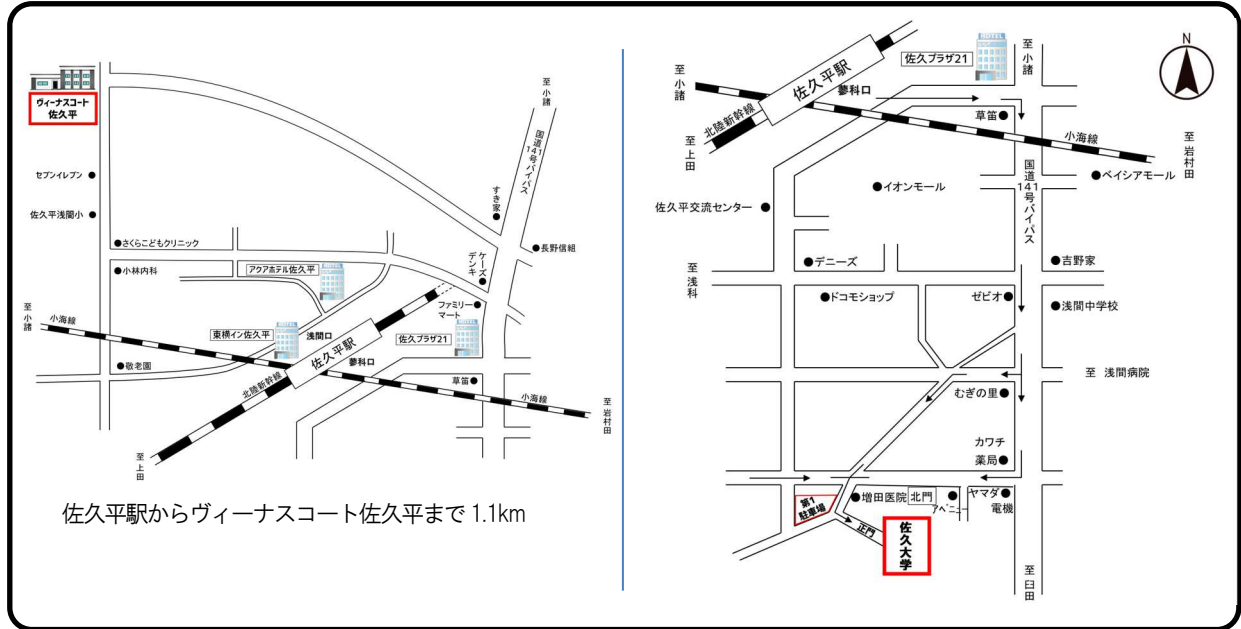 ヴィーナスコート
佐久平
セブンイレブン
佐久平浅間小
さくらこどもクリニック
小林内科
アクアホテル佐久平
至小諸
国道141号バイパス
すき家
長野信組
ケーズデンキ
ファミリー
マート
至小諸
小海線
東横イン佐久平
HOTEL
浅間口
佐久平駅
蓼科口
佐久プラザ21
HOTEL
敬老園
北陸新幹線
草笛
小海線
至岩村田
至上田
佐久平駅からヴィーナスコート佐久平まで 1.1km
至小諸
佐久平駅
蓼科口
佐久プラザ21
HOTEL
至小諸
N
北陸新幹線
至上田
草笛
小海線
至岩村田
国道141号バイパス
ベイシアモール
イオンモール
佐久平交流センター
至浅科
デニーズ
吉野家
ドコモショップ
ゼビオ
浅間中学校
至 浅間病院
むぎの里
カワチ
薬局
第1
駐車場
増田医院
北門
アベニュー
ヤマダ
電機
正門
佐久大学
至臼田